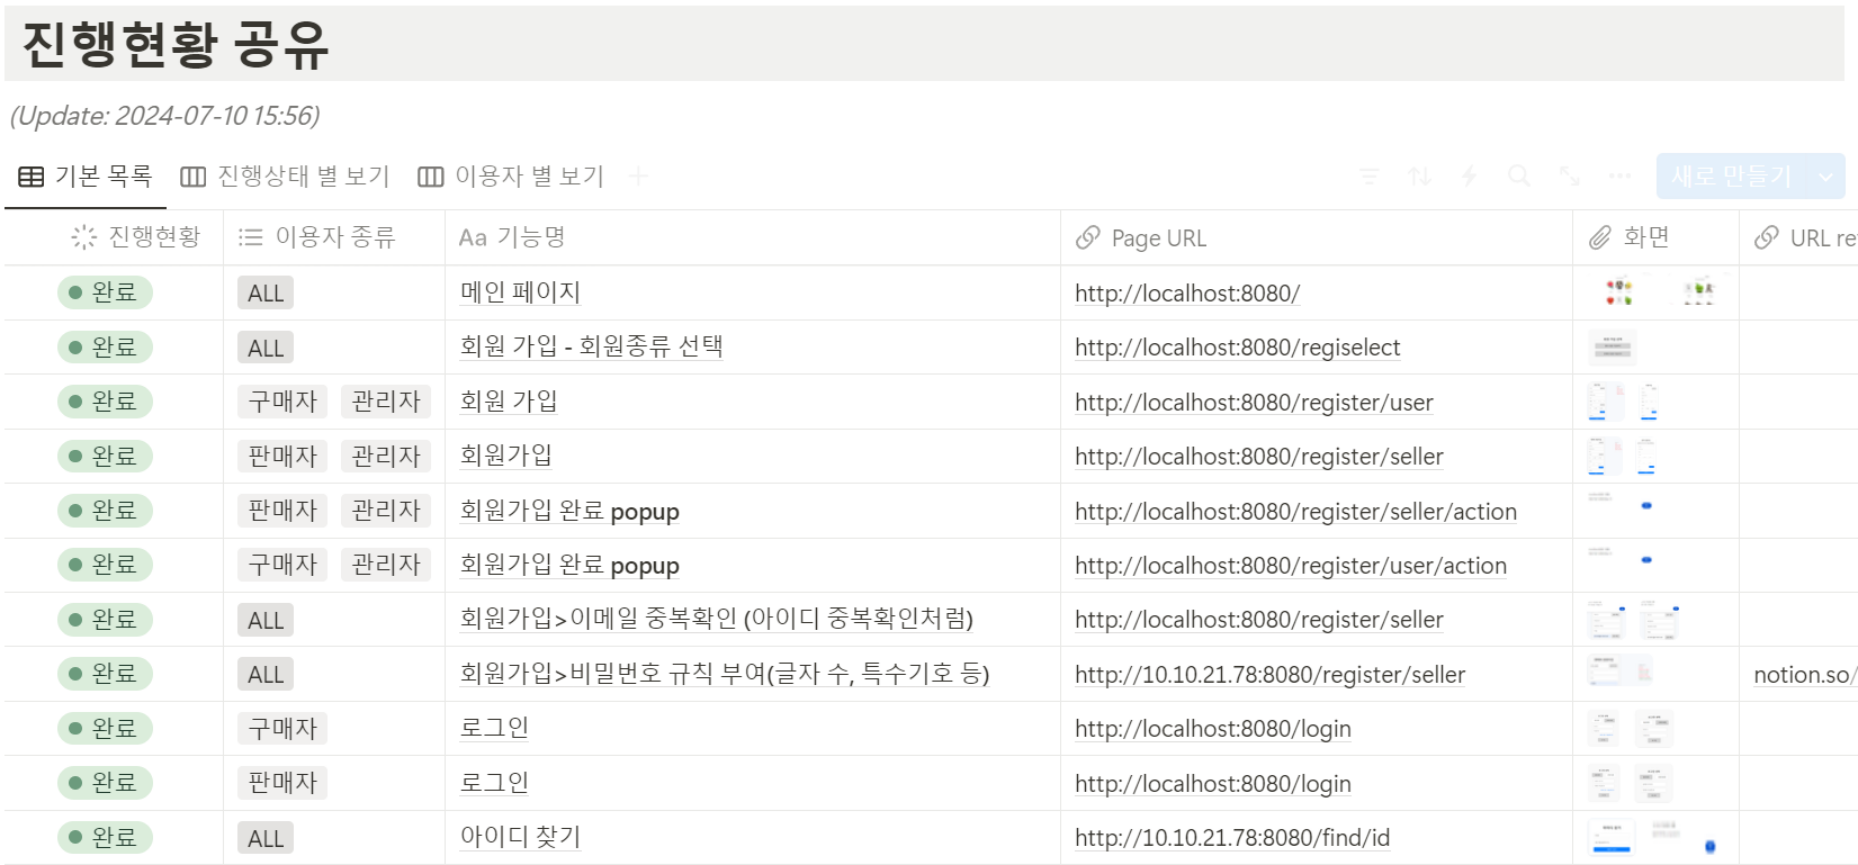 진행현황 공유
(Update: 2024-07-10 15:56)
기본 목록 진행상태 별 보기 이용자 별 보기 새로 만들기
진행현황 이용자 종류 Aa 기능명 Page URL 화면 URL re
완료 ALL 메인 페이지 http://localhost:8080/
완료 ALL 회원 가입 - 회원종류 선택 http://localhost:8080/regiselect
완료 구매자 관리자 회원 가입 http://localhost:8080/register/user
완료 판매자 관리자 회원가입 http://localhost:8080/register/seller
완료 판매자 관리자 회원가입 완료 popup http://localhost:8080/register/seller/action
완료 구매자 관리자 회원가입 완료 popup http://localhost:8080/register/user/action
완료 ALL 회원가입>이메일 중복확인 (아이디 중복확인처럼) http://localhost:8080/register/seller
완료 ALL 회원가입>비밀번호 규칙 부여(글자 수, 특수기호 등) http://10.10.21.78:8080/register/seller notion.so/
완료 구매자 로그인 http://localhost:8080/login
완료 판매자 로그인 http://localhost:8080/login
완료 ALL 아이디 찾기 http://10.10.21.78:8080/find/id